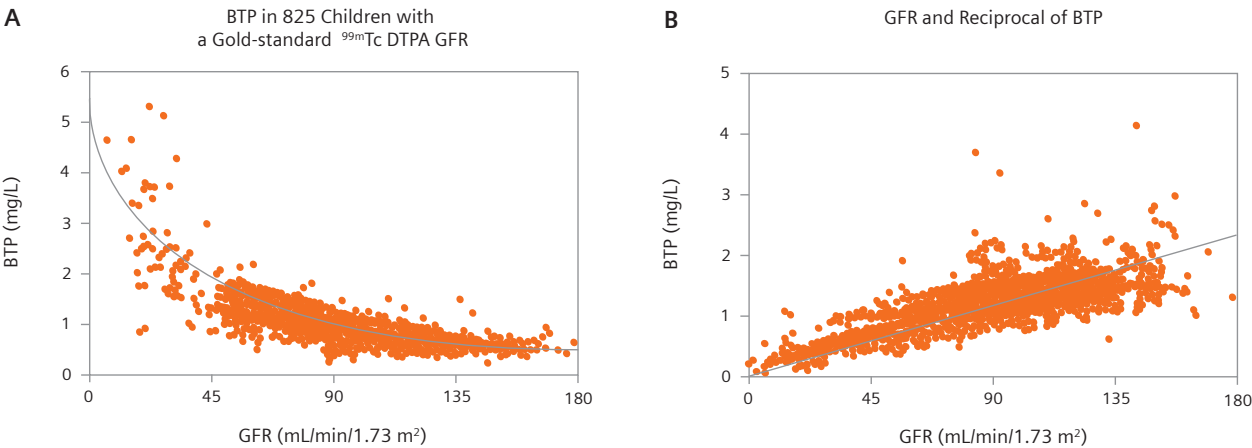 A
BTP in 825 Children with
a Gold-standard ⁹⁹ᵐTc DTPA GFR
6
5
4
3
2
1
0
BTP (mg/L)
0 45 90 135 180
GFR (mL/min/1.73 m²)
B
GFR and Reciprocal of BTP
5
4
3
2
1
0
BTP (mg/L)
0 45 90 135 180
GFR (mL/min/1.73 m²)